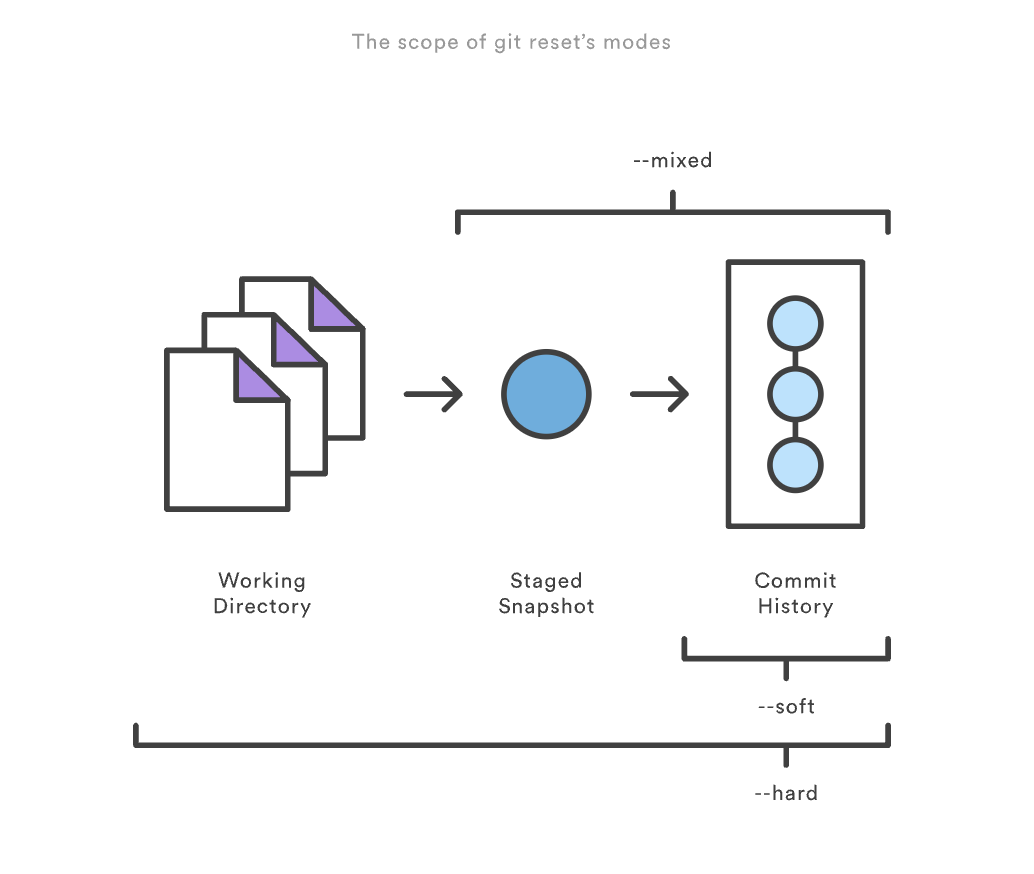 The scope of git reset’s modes
--mixed
Working
Directory
Staged
Snapshot
Commit
History
--soft
--hard